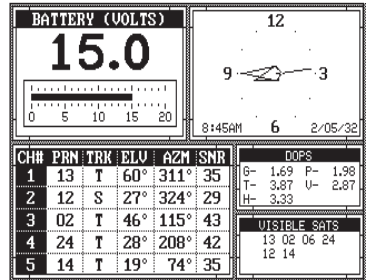 BATTERY (VOLTS)
15.0
0 5 10 15 20
12
9 3
6
8:45AM 2/05/32
CH# PRN TRK ELV AZM SNR
1 13 T 60° 311° 35
2 12 S 27° 324° 29
3 02 T 46° 115° 43
4 24 T 28° 208° 42
5 14 T 19° 74° 35
DOPS
G- 1.69 P- 1.98
T- 3.87 V- 2.87
H- 3.33
VISIBLE SATS
13 02 06 24
12 14